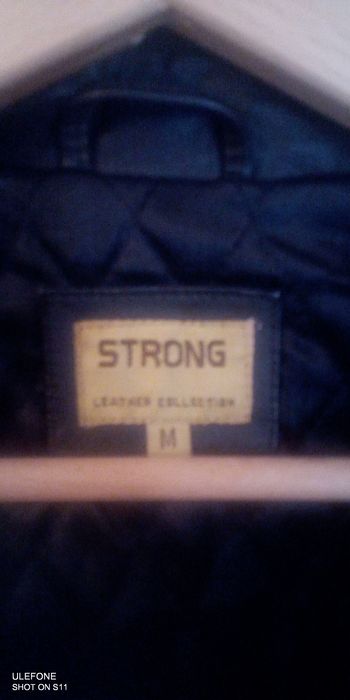 STRONG
LEATHER COLLECTION
M
ULEFONE
SHOT ON S11